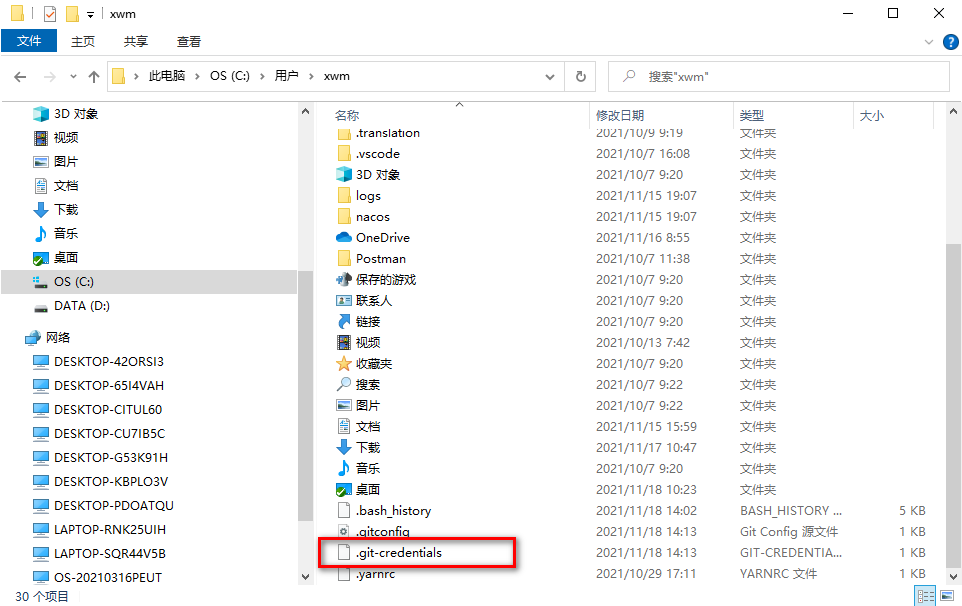 xwm
文件 主页 共享 查看
此电脑 OS (C:) 用户 xwm 搜索"xwm"
3D 对象
视频
图片
文档
下载
音乐
桌面
OS (C:)
DATA (D:)
网络
DESKTOP-42ORSI3
DESKTOP-65I4VAH
DESKTOP-CITUL60
DESKTOP-CU7IB5C
DESKTOP-G53K91H
DESKTOP-KBPLO3V
DESKTOP-PDOATQU
LAPTOP-RNK25UIH
LAPTOP-SQR44V5B
OS-20210316PEUT
名称 修改日期 类型 大小
.translation 2021/10/9 9:19 文件夹
.vscode 2021/10/7 16:08 文件夹
3D 对象 2021/10/7 9:20 文件夹
logs 2021/11/15 19:07 文件夹
nacos 2021/11/15 19:07 文件夹
OneDrive 2021/11/16 8:55 文件夹
Postman 2021/10/7 11:38 文件夹
保存的游戏 2021/10/7 9:20 文件夹
联系人 2021/10/7 9:20 文件夹
链接 2021/10/7 9:20 文件夹
视频 2021/10/13 7:42 文件夹
收藏夹 2021/10/7 9:20 文件夹
搜索 2021/10/7 9:22 文件夹
图片 2021/10/7 9:22 文件夹
文档 2021/11/15 15:59 文件夹
下载 2021/11/17 10:47 文件夹
音乐 2021/10/7 9:20 文件夹
桌面 2021/11/18 10:23 文件夹
.bash_history 2021/11/18 14:02 BASH_HISTORY ... 5 KB
.gitconfig 2021/11/18 14:13 Git Config 源文件 1 KB
.git-credentials 2021/11/18 14:13 GIT-CREDENTIA... 1 KB
.yarnrc 2021/10/29 17:11 YARNRC 文件 1 KB
30 个项目